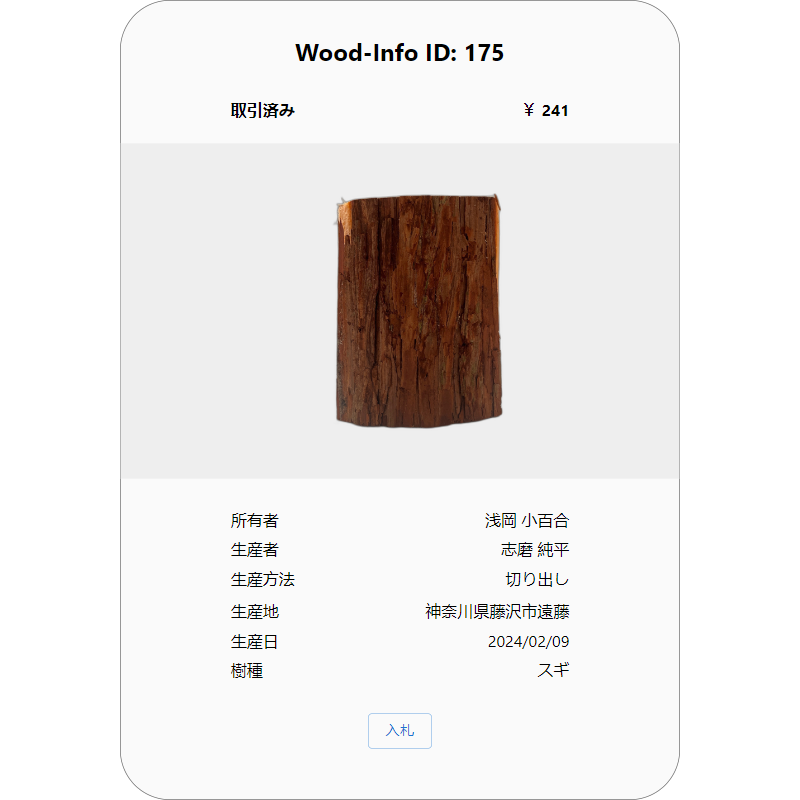 Wood-Info ID: 175
取引済み ￥ 241
所有者 浅岡 小百合
生産者 志磨 純平
生産方法 切り出し
生産地 神奈川県藤沢市遠藤
生産日 2024/02/09
樹種 スギ
入札